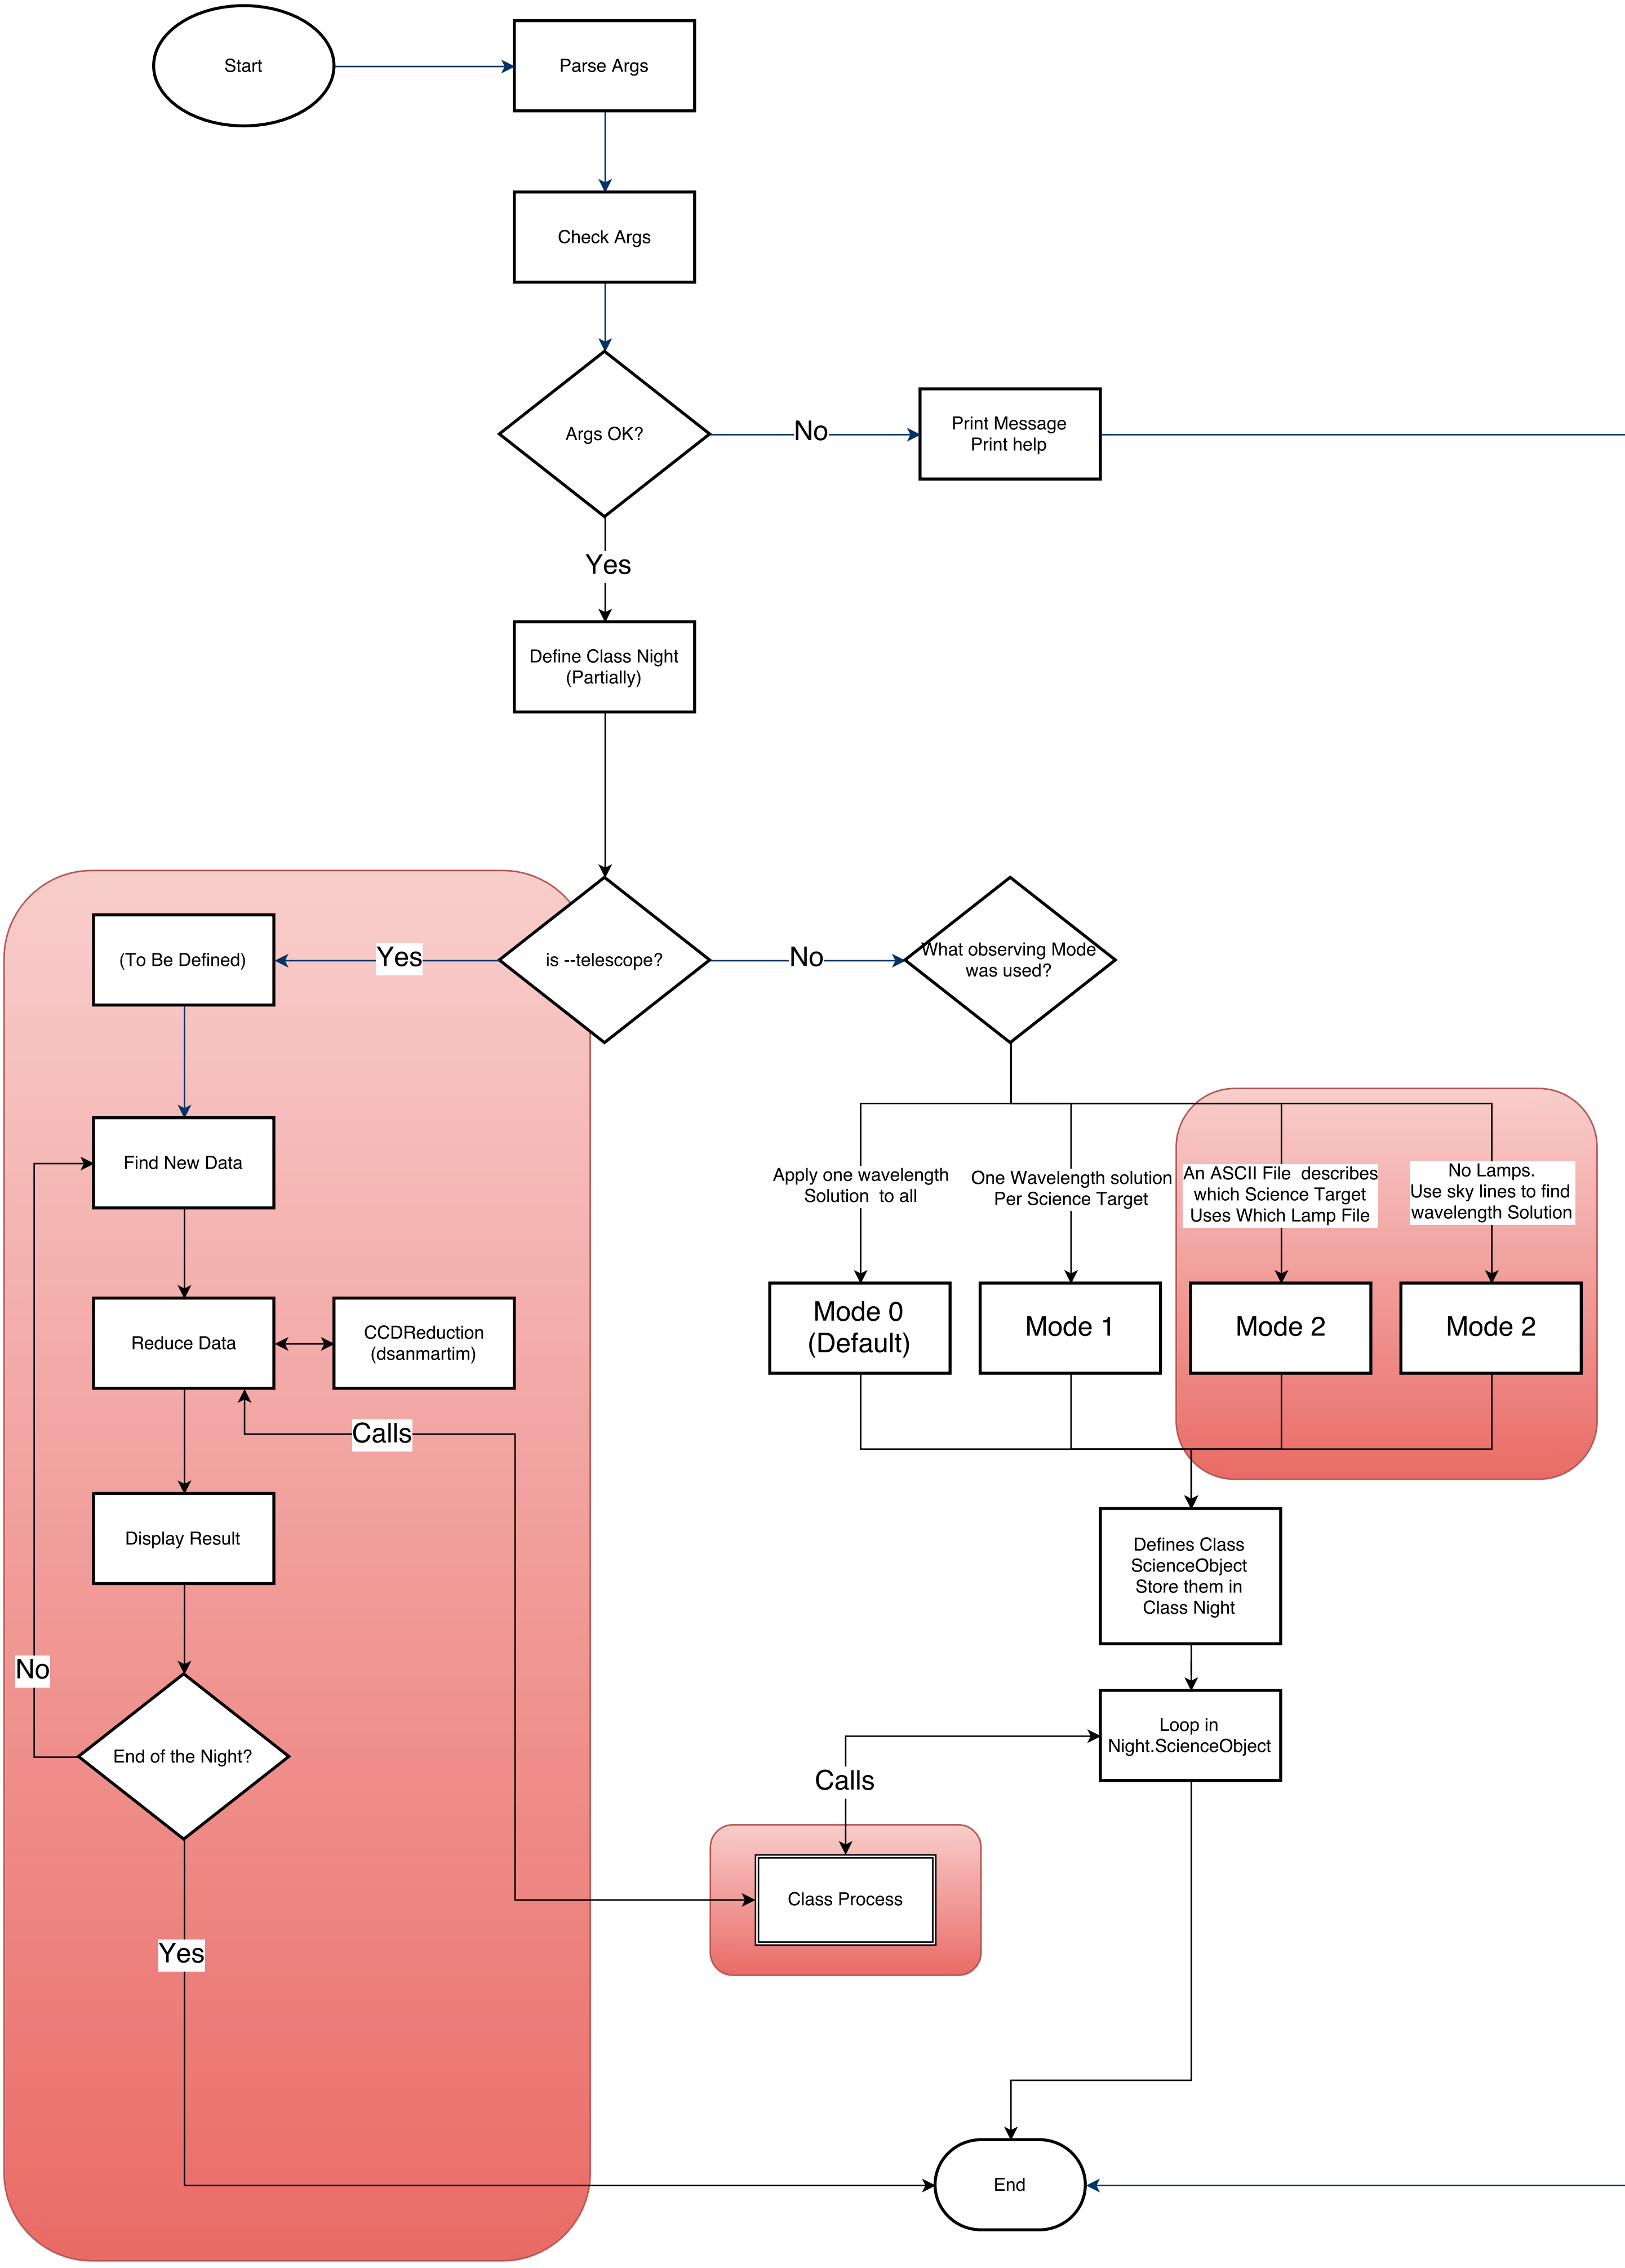 Start
Parse Args
Check Args
Args OK?
No
Print Message
Print help
Yes
Define Class Night
(Partially)
(To Be Defined)
Yes
is --telescope?
No
What observing Mode
was used?
Find New Data
Apply one wavelength
Solution to all
One Wavelength solution
Per Science Target
An ASCII File describes
which Science Target
Uses Which Lamp File
No Lamps.
Use sky lines to find
wavelength Solution
Reduce Data
CCDReduction
(dsanmartim)
Mode 0
(Default)
Mode 1
Mode 2
Mode 2
Calls
Display Result
Defines Class
ScienceObject
Store them in
Class Night
No
End of the Night?
Loop in
Night.ScienceObject
Calls
Class Process
Yes
End